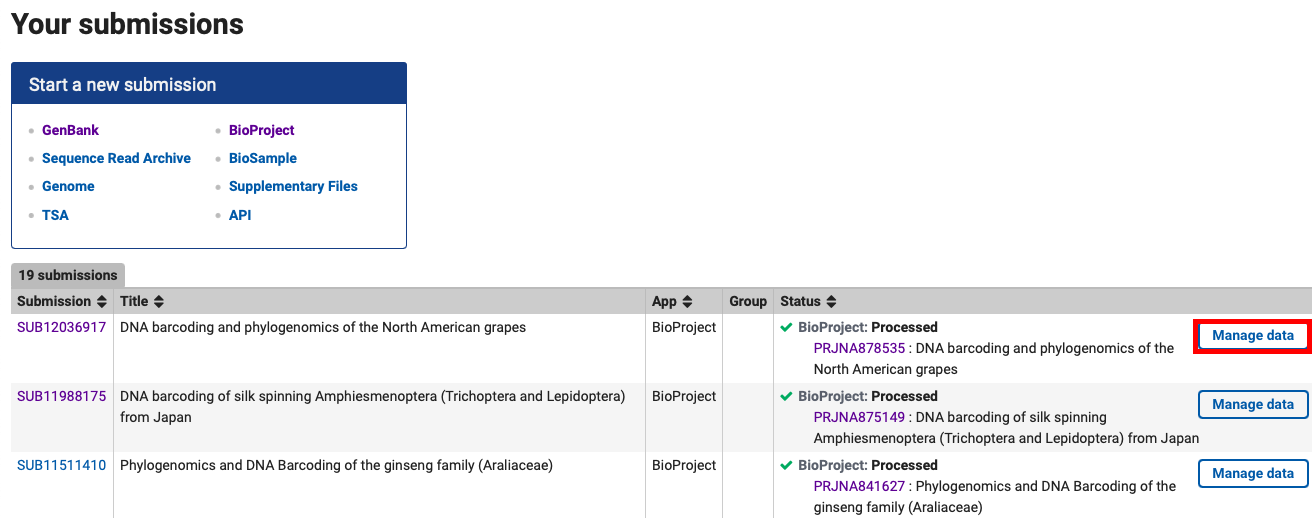 Your submissions
Start a new submission
GenBank
BioProject
Sequence Read Archive
BioSample
Genome
Supplementary Files
TSA
API
19 submissions
Submission Title App Group Status
SUB12036917 DNA barcoding and phylogenomics of the North American grapes BioProject BioProject: Processed Manage data
PRJNA878535 : DNA barcoding and phylogenomics of the
North American grapes
SUB11988175 DNA barcoding of silk spinning Amphiesmenoptera (Trichoptera and Lepidoptera) BioProject BioProject: Processed Manage data
from Japan PRJNA875149 : DNA barcoding of silk spinning
Amphiesmenoptera (Trichoptera and Lepidoptera) from Japan
SUB11511410 Phylogenomics and DNA Barcoding of the ginseng family (Araliaceae) BioProject BioProject: Processed Manage data
PRJNA841627 : Phylogenomics and DNA Barcoding of the
ginseng family (Araliaceae)